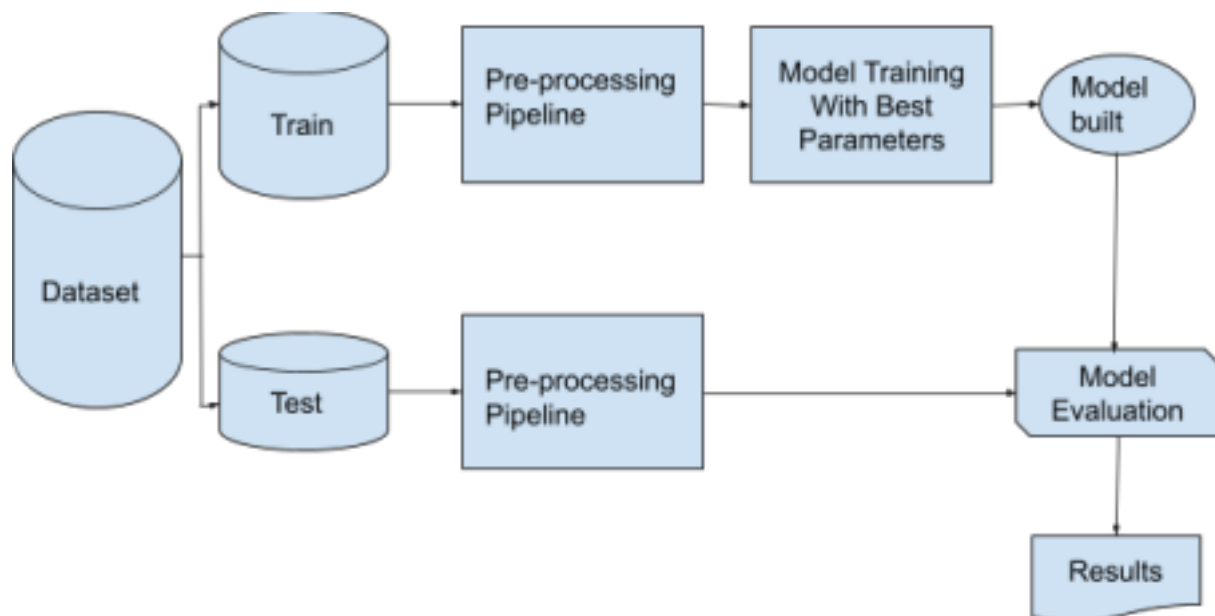 Train
Pre-processing
Pipeline
Model Training
With Best
Parameters
Model
built
Dataset
Test
Pre-processing
Pipeline
Model
Evaluation
Results